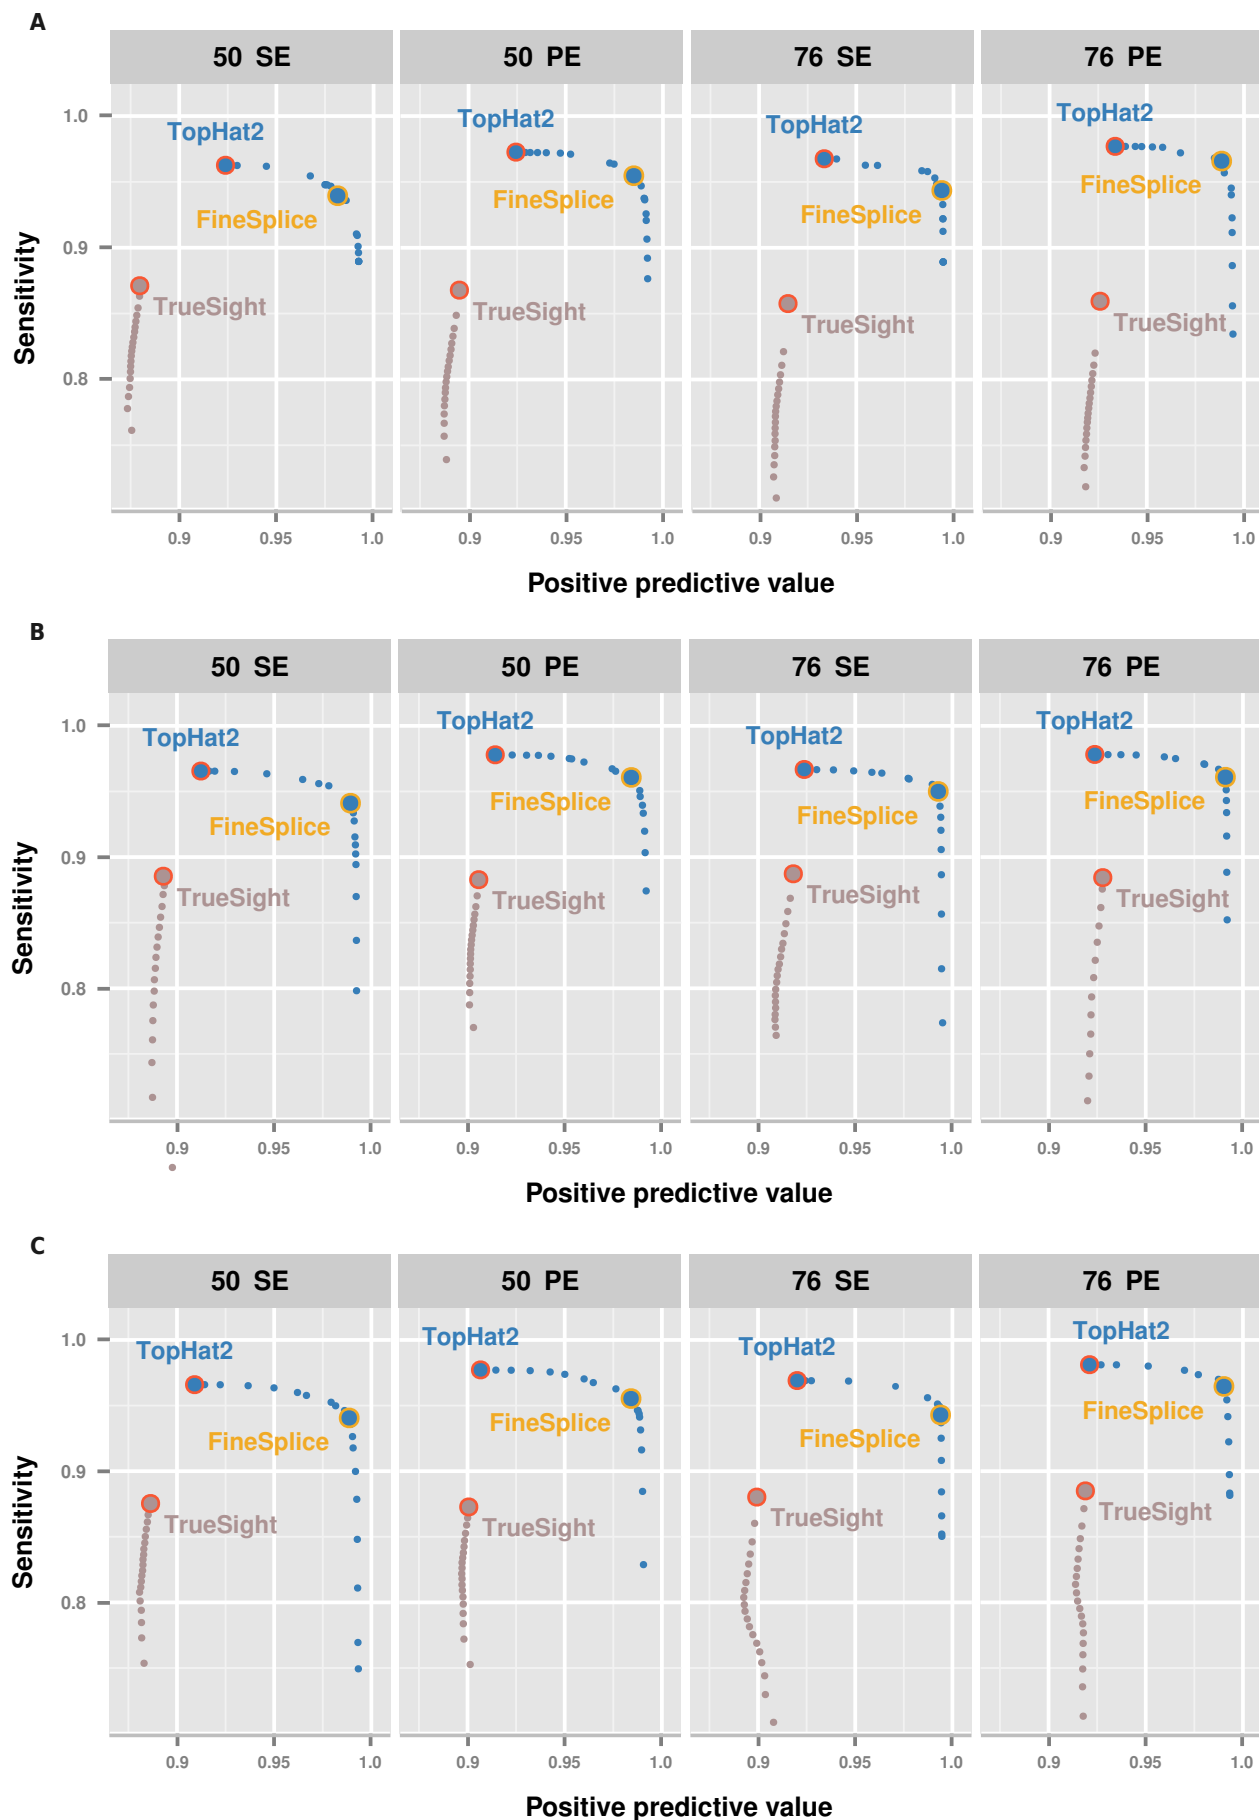 A
50 SE
50 PE
76 SE
76 PE
Sensitivity
1.0
0.9
0.8
TopHat2
FineSplice
TrueSight
TopHat2
FineSplice
TrueSight
TopHat2
FineSplice
TrueSight
TopHat2
FineSplice
TrueSight
0.9 0.95 1.0
0.9 0.95 1.0
0.9 0.95 1.0
0.9 0.95 1.0
Positive predictive value
B
50 SE
50 PE
76 SE
76 PE
Sensitivity
1.0
0.9
0.8
TopHat2
FineSplice
TrueSight
TopHat2
FineSplice
TrueSight
TopHat2
FineSplice
TrueSight
TopHat2
FineSplice
TrueSight
0.9 0.95 1.0
0.9 0.95 1.0
0.9 0.95 1.0
0.9 0.95 1.0
Positive predictive value
C
50 SE
50 PE
76 SE
76 PE
Sensitivity
1.0
0.9
0.8
TopHat2
FineSplice
TrueSight
TopHat2
FineSplice
TrueSight
TopHat2
FineSplice
TrueSight
TopHat2
FineSplice
TrueSight
0.9 0.95 1.0
0.9 0.95 1.0
0.9 0.95 1.0
0.9 0.95 1.0
Positive predictive value